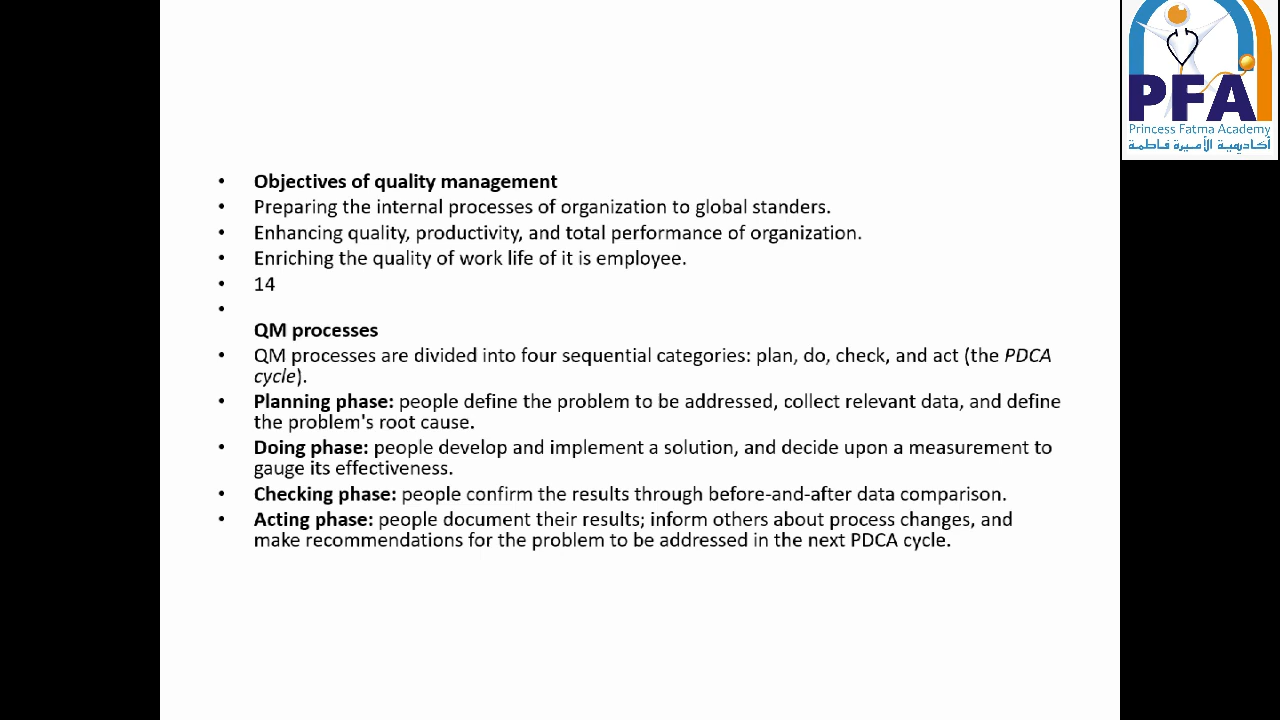 PFA
Princess Fatma Academy
أكاديمية الأميرة فاطمة
• Objectives of quality management
• Preparing the internal processes of organization to global standers.
• Enhancing quality, productivity, and total performance of organization.
• Enriching the quality of work life of it is employee.
• 14
•
QM processes
• QM processes are divided into four sequential categories: plan, do, check, and act (the PDCA
cycle).
• Planning phase: people define the problem to be addressed, collect relevant data, and define
the problem's root cause.
• Doing phase: people develop and implement a solution, and decide upon a measurement to
gauge its effectiveness.
• Checking phase: people confirm the results through before-and-after data comparison.
• Acting phase: people document their results; inform others about process changes, and
make recommendations for the problem to be addressed in the next PDCA cycle.